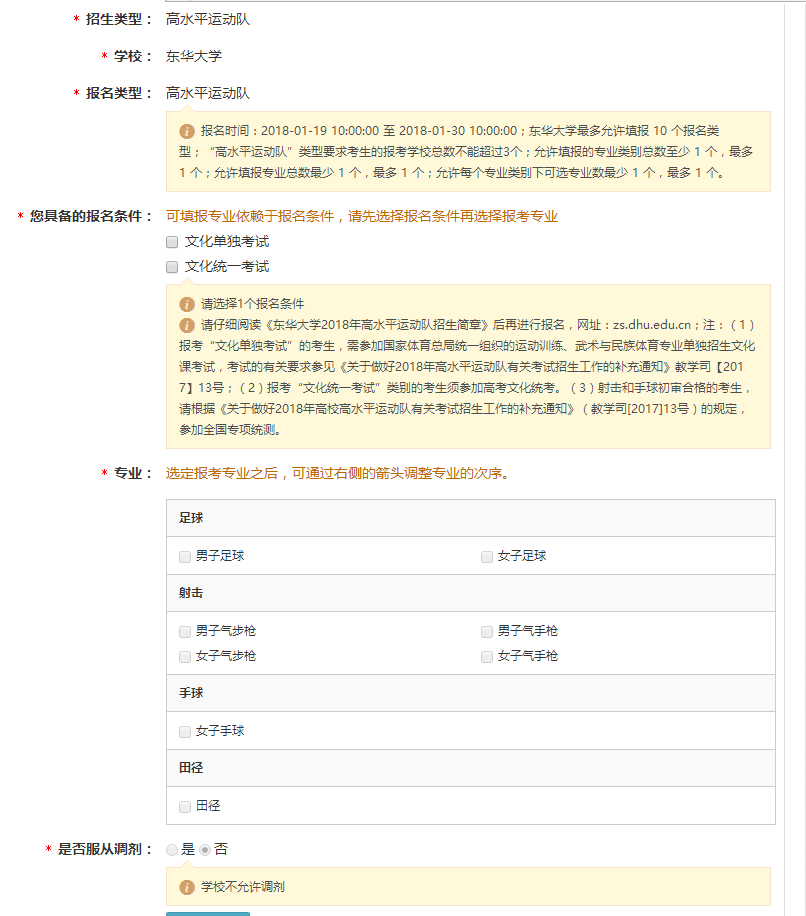 * 招生类型： 高水平运动队
* 学校： 东华大学
* 报名类型： 高水平运动队
报名时间：2018-01-19 10:00:00 至 2018-01-30 10:00:00；东华大学最多允许填报 10 个报名类
型； “高水平运动队”类型要求考生的报考学校总数不能超过3个；允许填报的专业类别总数至少 1 个，最多
1 个；允许填报专业总数最少 1 个，最多 1 个；允许每个专业类别下可选专业数最少 1 个，最多 1 个。
* 您具备的报名条件： 可填报专业依赖于报名条件，请先选择报名条件再选择报考专业
文化单独考试
文化统一考试
请选择1个报名条件
请仔细阅读《东华大学2018年高水平运动队招生简章》后再进行报名，网址：zs.dhu.edu.cn；注：（1）
报考“文化单独考试”的考生，需参加国家体育总局统一组织的运动训练、武术与民族体育专业单独招生文化
课考试，考试的有关要求参见《关于做好2018年高水平运动队有关考试招生工作的补充通知》教学司【201
7】13号；（2）报考“文化统一考试”类别的考生须参加高考文化统考。（3）射击和手球初审合格的考生，
请根据《关于做好2018年高校高水平运动队有关考试招生工作的补充通知》（教学司[2017]13号）的规定，
参加全国专项统测。
* 专业： 选定报考专业之后，可通过右侧的箭头调整专业的次序。
足球
男子足球 女子足球
射击
男子气步枪 男子气手枪
女子气步枪 女子气手枪
手球
女子手球
田径
田径
* 是否服从调剂： 是 否
学校不允许调剂